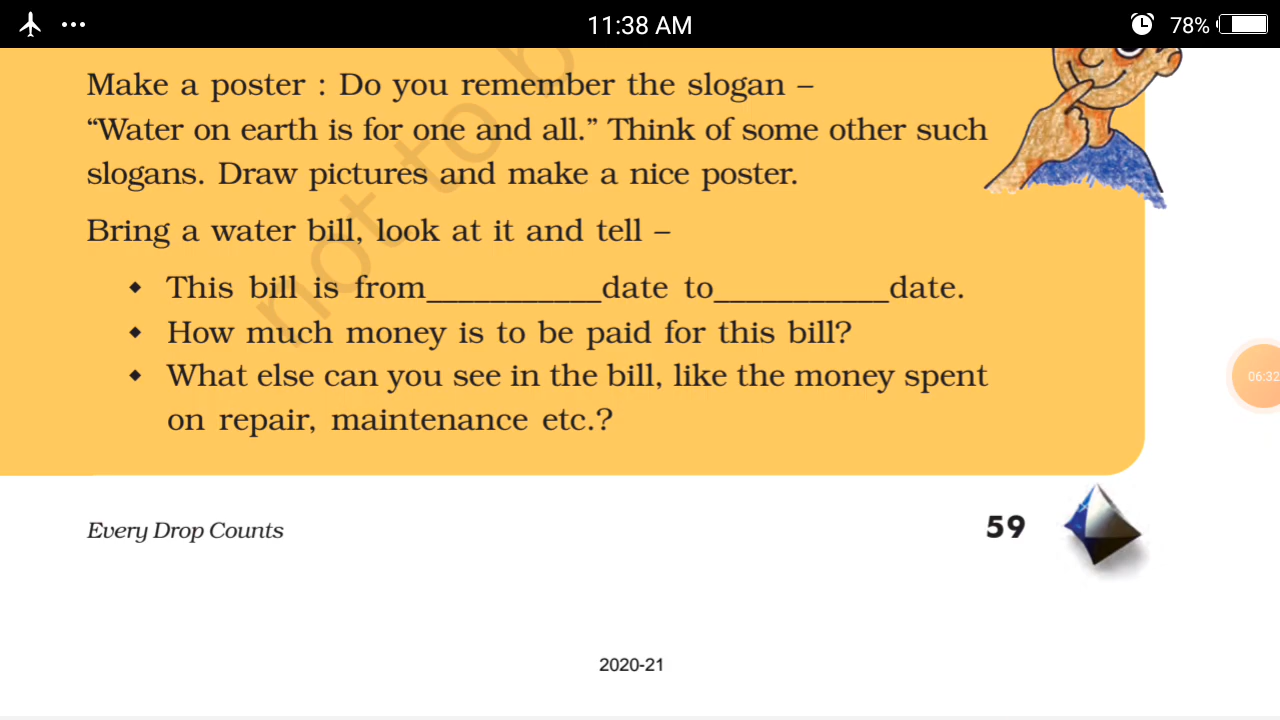 11:38 AM
78%
Make a poster : Do you remember the slogan –
“Water on earth is for one and all.” Think of some other such
slogans. Draw pictures and make a nice poster.
Bring a water bill, look at it and tell –
♦ This bill is from___________date to___________date.
♦ How much money is to be paid for this bill?
♦ What else can you see in the bill, like the money spent
on repair, maintenance etc.?
not to b
06:32
Every Drop Counts
59
2020-21